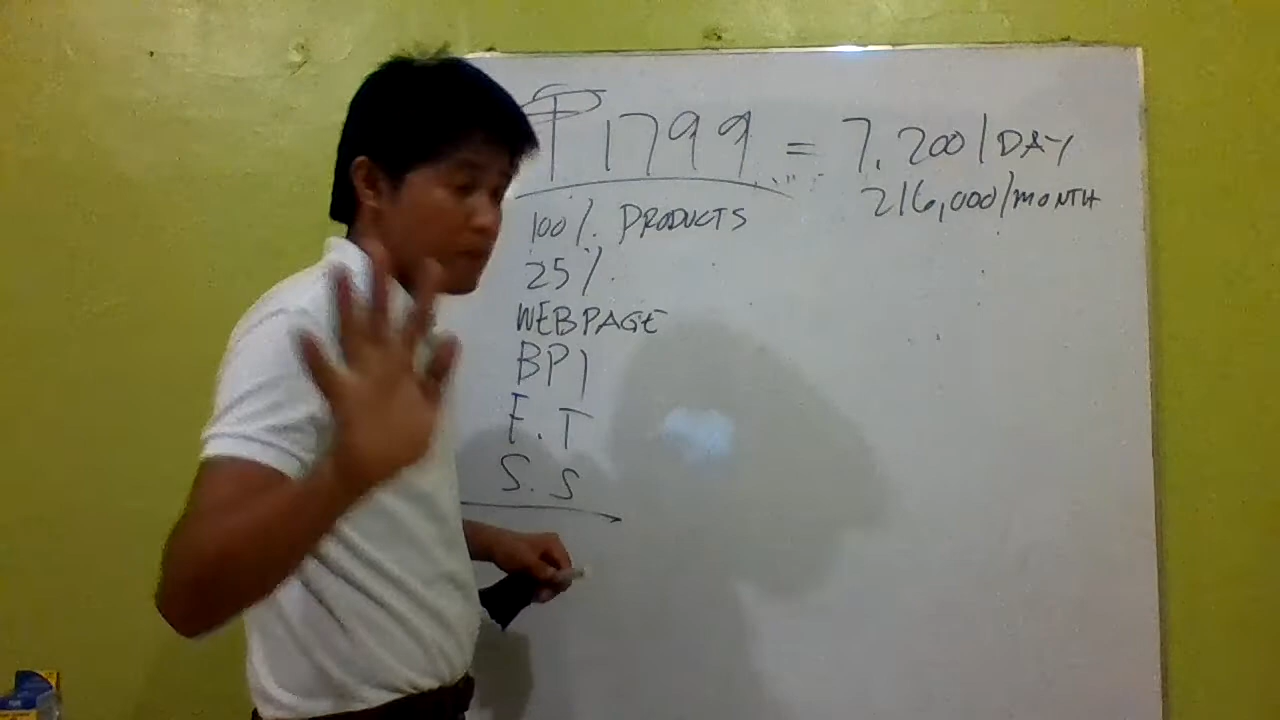 ₱1799 = 7,200/DAY
216,000/MONTH
100% PRODUCTS
25%
WEBPAGE
BPI
F.T
S.S